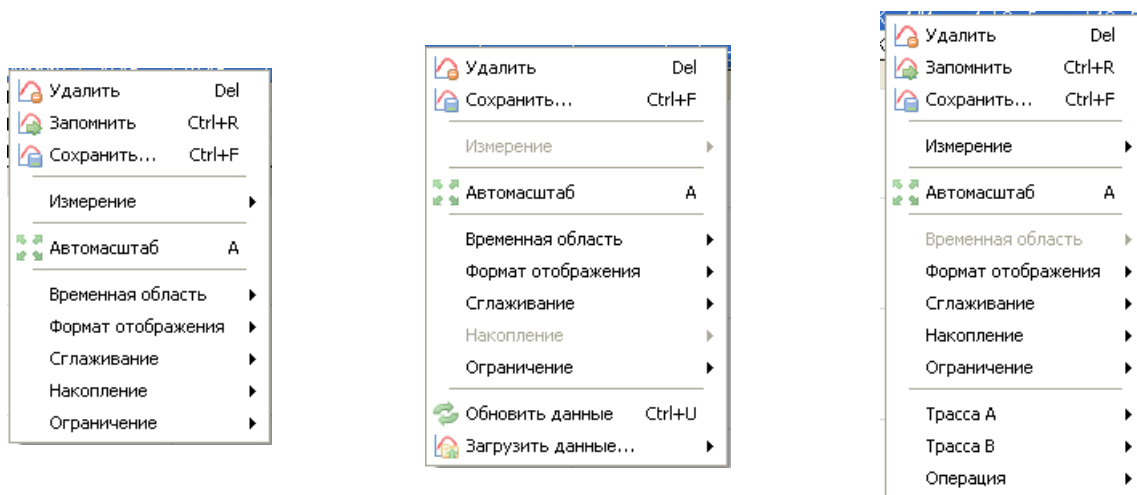 Удалить Del
Запомнить Ctrl+R
Сохранить... Ctrl+F
Измерение
Автомасштаб A
Временная область
Формат отображения
Сглаживание
Накопление
Ограничение
Удалить Del
Сохранить... Ctrl+F
Измерение
Автомасштаб A
Временная область
Формат отображения
Сглаживание
Накопление
Ограничение
Обновить данные Ctrl+U
Загрузить данные...
Удалить Del
Запомнить Ctrl+R
Сохранить... Ctrl+F
Измерение
Автомасштаб A
Временная область
Формат отображения
Сглаживание
Накопление
Ограничение
Трасса A
Трасса B
Операция